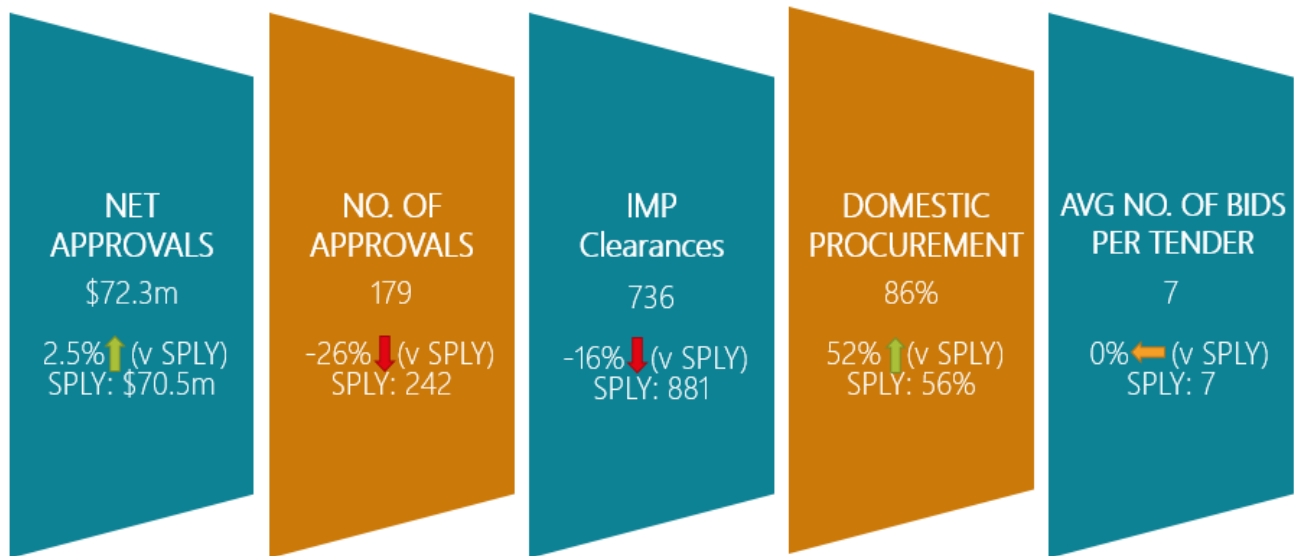 NET
APPROVALS
$72.3m
2.5% (v SPLY)
SPLY: $70.5m
NO. OF
APPROVALS
179
-26% (v SPLY)
SPLY: 242
IMP
Clearances
736
-16% (v SPLY)
SPLY: 881
DOMESTIC
PROCUREMENT
86%
52% (v SPLY)
SPLY: 56%
AVG NO. OF BIDS
PER TENDER
7
0% (v SPLY)
SPLY: 7